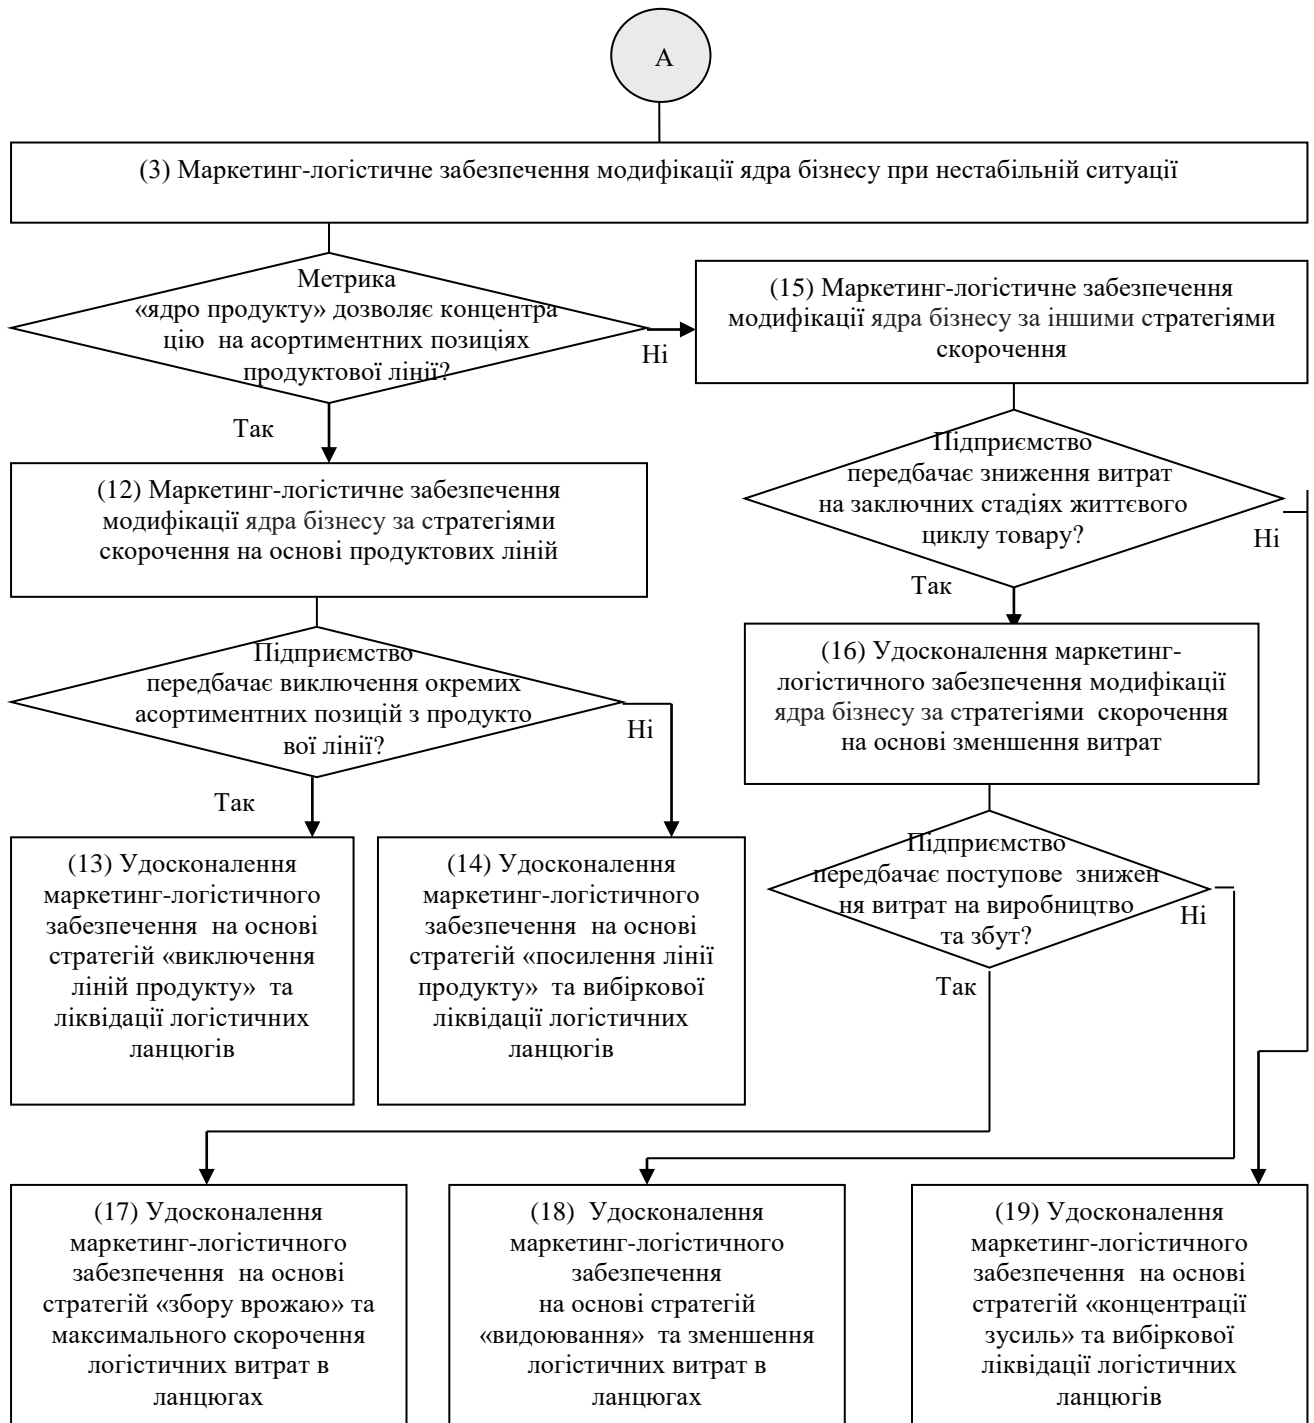 А
(3) Маркетинг-логістичне забезпечення модифікації ядра бізнесу при нестабільній ситуації
Метрика
«ядро продукту» дозволяє концентра
цію на асортиментних позиціях
продуктової лінії?
Ні
Так
(15) Маркетинг-логістичне забезпечення
модифікації ядра бізнесу за іншими стратегіями
скорочення
(12) Маркетинг-логістичне забезпечення
модифікації ядра бізнесу за стратегіями
скорочення на основі продуктових ліній
Підприємство
передбачає зниження витрат
на заключних стадіях життєвого
циклу товару?
Ні
Так
Підприємство
передбачає виключення окремих
асортиментних позицій з продукто
вої лінії?
Ні
Так
(16) Удосконалення маркетинг-
логістичного забезпечення модифікації
ядра бізнесу за стратегіями скорочення
на основі зменшення витрат
Підприємство
передбачає поступове знижен
ня витрат на виробництво
та збут?
Ні
Так
(13) Удосконалення
маркетинг-логістичного
забезпечення на основі
стратегій «виключення
ліній продукту» та
ліквідації логістичних
ланцюгів
(14) Удосконалення
маркетинг-логістичного
забезпечення на основі
стратегій «посилення лінії
продукту» та вибіркової
ліквідації логістичних
ланцюгів
(17) Удосконалення
маркетинг-логістичного
забезпечення на основі
стратегій «збору врожаю» та
максимального скорочення
логістичних витрат в
ланцюгах
(18) Удосконалення
маркетинг-логістичного
забезпечення
на основі стратегій
«видоювання» та зменшення
логістичних витрат в
ланцюгах
(19) Удосконалення
маркетинг-логістичного
забезпечення на основі
стратегій «концентрації
зусиль» та вибіркової
ліквідації логістичних
ланцюгів